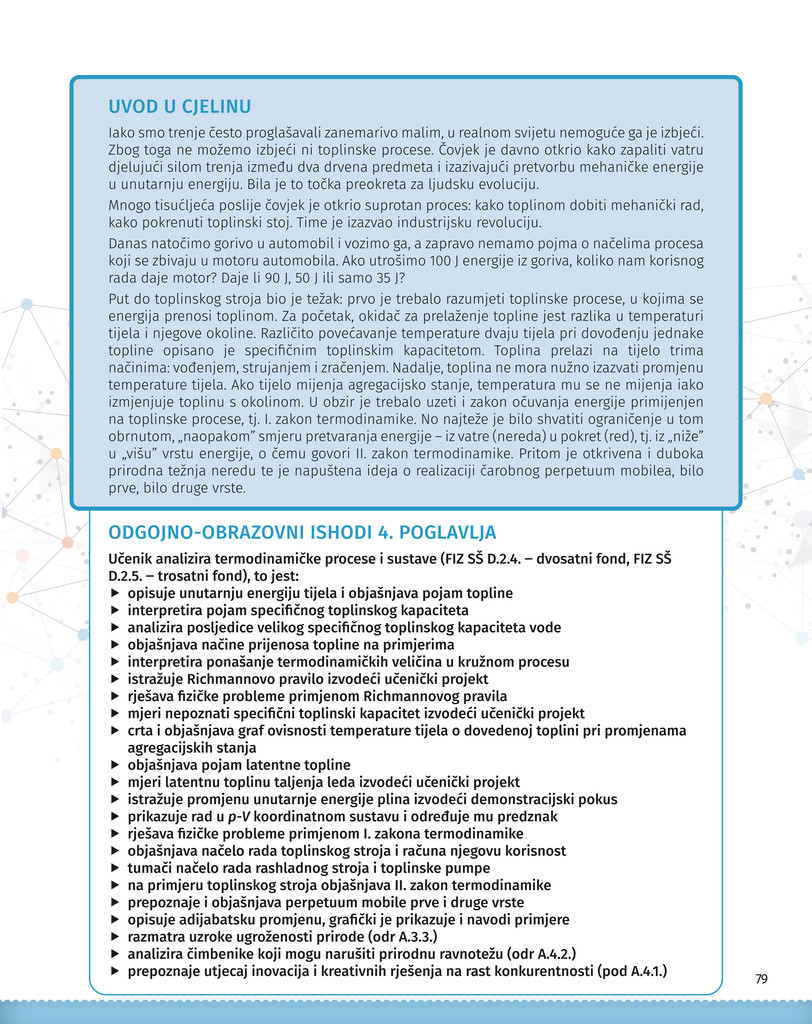 UVOD U CJELINU
Iako smo trenje često proglašavali zanemarivo malim, u realnom svijetu nemoguće ga je izbjeći.
Zbog toga ne možemo izbjeći ni toplinske procese. Čovjek je davno otkrio kako zapaliti vatru
djelujući silom trenja između dva drvena predmeta i izazivajući pretvorbu mehaničke energije
u unutarnju energiju. Bila je to točka preokreta za ljudsku evoluciju.
Mnogo tisućljeća poslije čovjek je otkrio suprotan proces: kako toplinom dobiti mehanički rad,
kako pokrenuti toplinski stoj. Time je izazvao industrijsku revoluciju.
Danas natočimo gorivo u automobil i vozimo ga, a zapravo nemamo pojma o načelima procesa
koji se zbivaju u motoru automobila. Ako utrošimo 100 J energije iz goriva, koliko nam korisnog
rada daje motor? Daje li 90 J, 50 J ili samo 35 J?
Put do toplinskog stroja bio je težak: prvo je trebalo razumjeti toplinske procese, u kojima se
energija prenosi toplinom. Za početak, okidač za prelaženje topline jest razlika u temperaturi
tijela i njegove okoline. Različito povećavanje temperature dvaju tijela pri dovođenju jednake
topline opisano je specifičnim toplinskim kapacitetom. Toplina prelazi na tijelo trima
načinima: vođenjem, strujanjem i zračenjem. Nadalje, toplina ne mora nužno izazvati promjenu
temperature tijela. Ako tijelo mijenja agregacijsko stanje, temperatura mu se ne mijenja iako
izmjenjuje toplinu s okolinom. U obzir je trebalo uzeti i zakon očuvanja energije primijenjen
na toplinske procese, tj. I. zakon termodinamike. No najteže je bilo shvatiti ograničenje u tom
obrnutom, „naopakom” smjeru pretvaranja energije – iz vatre (nereda) u pokret (red), tj. iz „niže”
u „višu” vrstu energije, o čemu govori II. zakon termodinamike. Pritom je otkrivena i duboka
prirodna težnja neredu te je napuštena ideja o realizaciji čarobnog perpetuum mobilea, bilo
prve, bilo druge vrste.
ODGOJNO-OBRAZOVNI ISHODI 4. POGLAVLJA
Učenik analizira termodinamičke procese i sustave (FIZ SŠ D.2.4. – dvosatni fond, FIZ SŠ
D.2.5. – trosatni fond), to jest:
▶ opisuje unutarnju energiju tijela i objašnjava pojam topline
▶ interpretira pojam specifičnog toplinskog kapaciteta
▶ analizira posljedice velikog specifičnog toplinskog kapaciteta vode
▶ objašnjava načine prijenosa topline na primjerima
▶ interpretira ponašanje termodinamičkih veličina u kružnom procesu
▶ istražuje Richmannovo pravilo izvodeći učenički projekt
▶ rješava fizičke probleme primjenom Richmannovog pravila
▶ mjeri nepoznati specifični toplinski kapacitet izvodeći učenički projekt
▶ crta i objašnjava graf ovisnosti temperature tijela o dovedenoj toplini pri promjenama
agregacijskih stanja
▶ objašnjava pojam latentne topline
▶ mjeri latentnu toplinu taljenja leda izvodeći učenički projekt
▶ istražuje promjenu unutarnje energije plina izvodeći demonstracijski pokus
▶ prikazuje rad u p-V koordinatnom sustavu i određuje mu predznak
▶ rješava fizičke probleme primjenom I. zakona termodinamike
▶ objašnjava načelo rada toplinskog stroja i računa njegovu korisnost
▶ tumači načelo rada rashladnog stroja i toplinske pumpe
▶ na primjeru toplinskog stroja objašnjava II. zakon termodinamike
▶ prepoznaje i objašnjava perpetuum mobile prve i druge vrste
▶ opisuje adijabatsku promjenu, grafički je prikazuje i navodi primjere
▶ razmatra uzroke ugroženosti prirode (odr A.3.3.)
▶ analizira čimbenike koji mogu narušiti prirodnu ravnotežu (odr A.4.2.)
▶ prepoznaje utjecaj inovacija i kreativnih rješenja na rast konkurentnosti (pod A.4.1.)
79